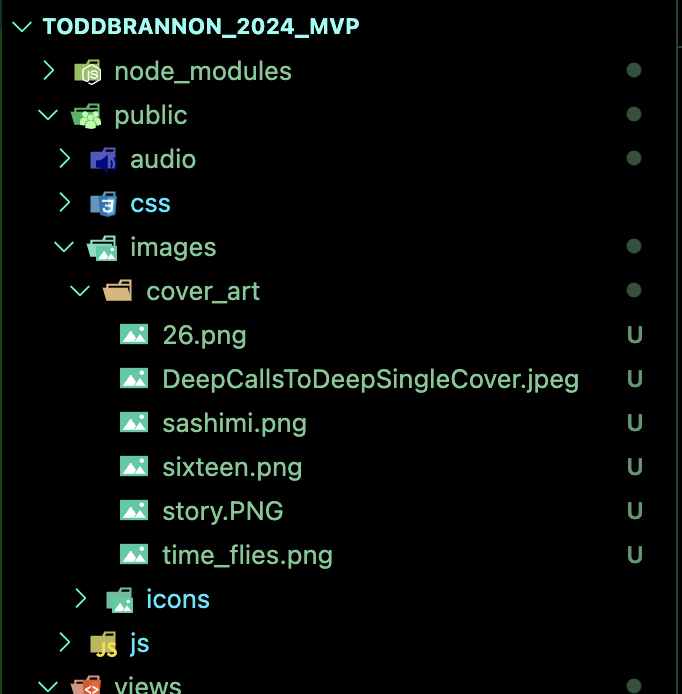 TODDBRANNON_2024_MVP
node_modules
public
audio
css
images
cover_art
26.png U
DeepCallsToDeepSingleCover.jpeg U
sashimi.png U
sixteen.png U
story.PNG U
time_flies.png U
icons
js
views